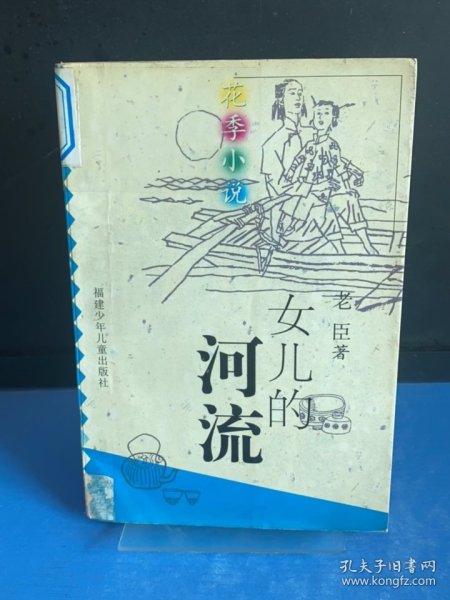 花季小说
老臣著
女儿的
河流
福建少年儿童出版社
孔夫子旧书网
www.kongfz.com